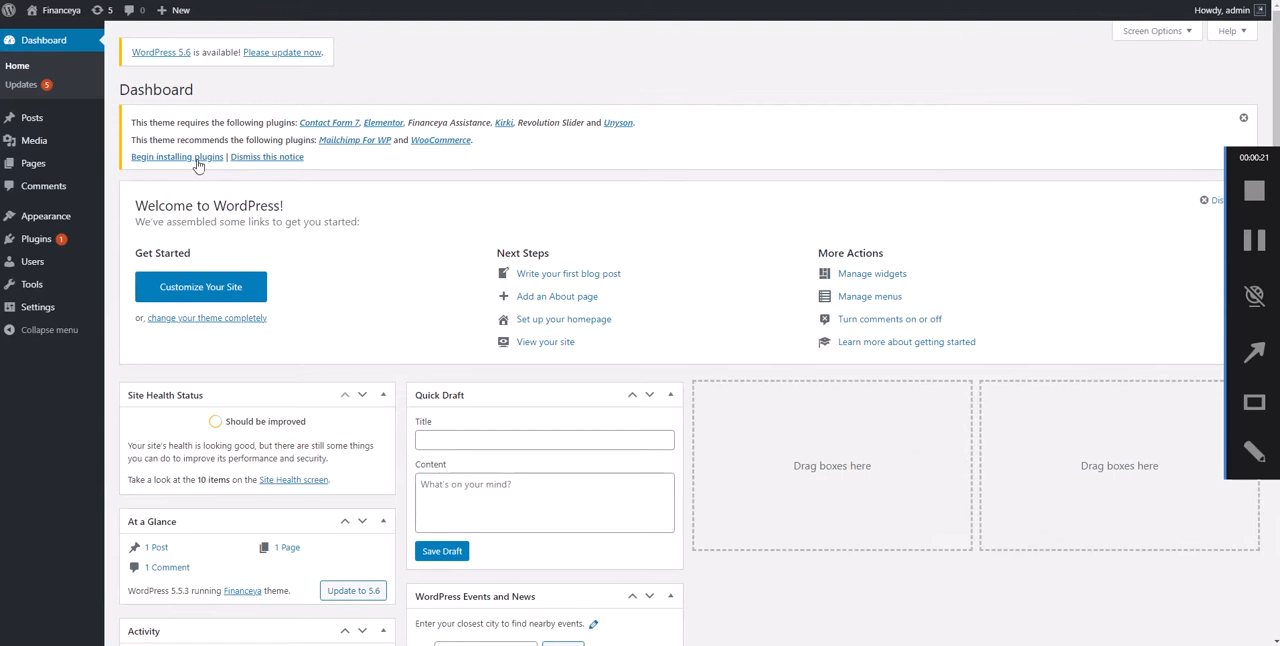 Financeya 5 0 New Howdy, admin
Dashboard
Home
Updates 5
Posts
Media
Pages
Comments
Appearance
Plugins 1
Users
Tools
Settings
Collapse menu
Screen Options Help
WordPress 5.6 is available! Please update now.
Dashboard
This theme requires the following plugins: Contact Form 7, Elementor, Financeya Assistance, Kirki, Revolution Slider and Unyson.
This theme recommends the following plugins: Mailchimp For WP and WooCommerce.
Begin installing plugins | Dismiss this notice
Welcome to WordPress!
We've assembled some links to get you started:
Dis
Get Started
Customize Your Site
or, change your theme completely
Next Steps
Write your first blog post
Add an About page
Set up your homepage
View your site
More Actions
Manage widgets
Manage menus
Turn comments on or off
Learn more about getting started
Site Health Status
Should be improved
Your site's health is looking good, but there are still some things
you can do to improve its performance and security.
Take a look at the 10 items on the Site Health screen.
At a Glance
1 Post 1 Page
1 Comment
WordPress 5.5.3 running Financeya theme. Update to 5.6
Activity
Quick Draft
Title
Content
What's on your mind?
Save Draft
WordPress Events and News
Enter your closest city to find nearby events.
Drag boxes here
Drag boxes here
00:00:21